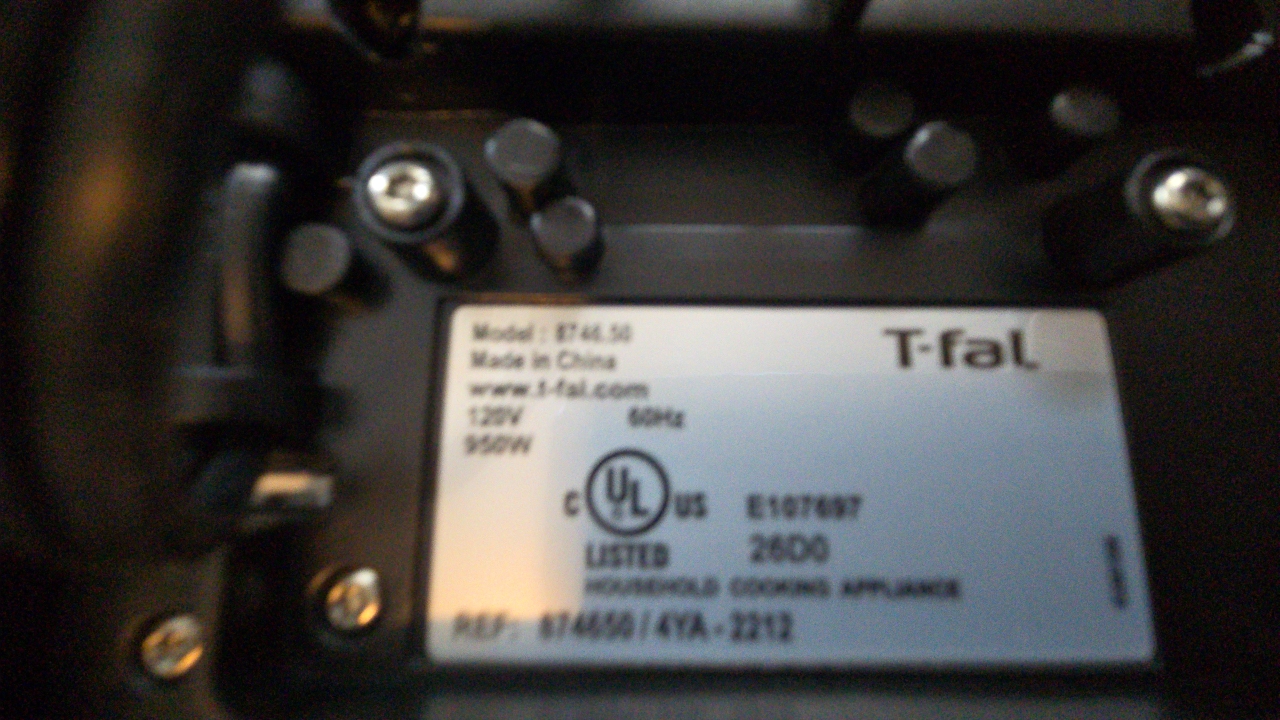 Model : 8746.50
T-fal
Made in China
www.t-fal.com
120V 60Hz
950W
C UL US E107697
LISTED 26D0
HOUSEHOLD COOKING APPLIANCE
REF: 874650 / 4YA - 2212